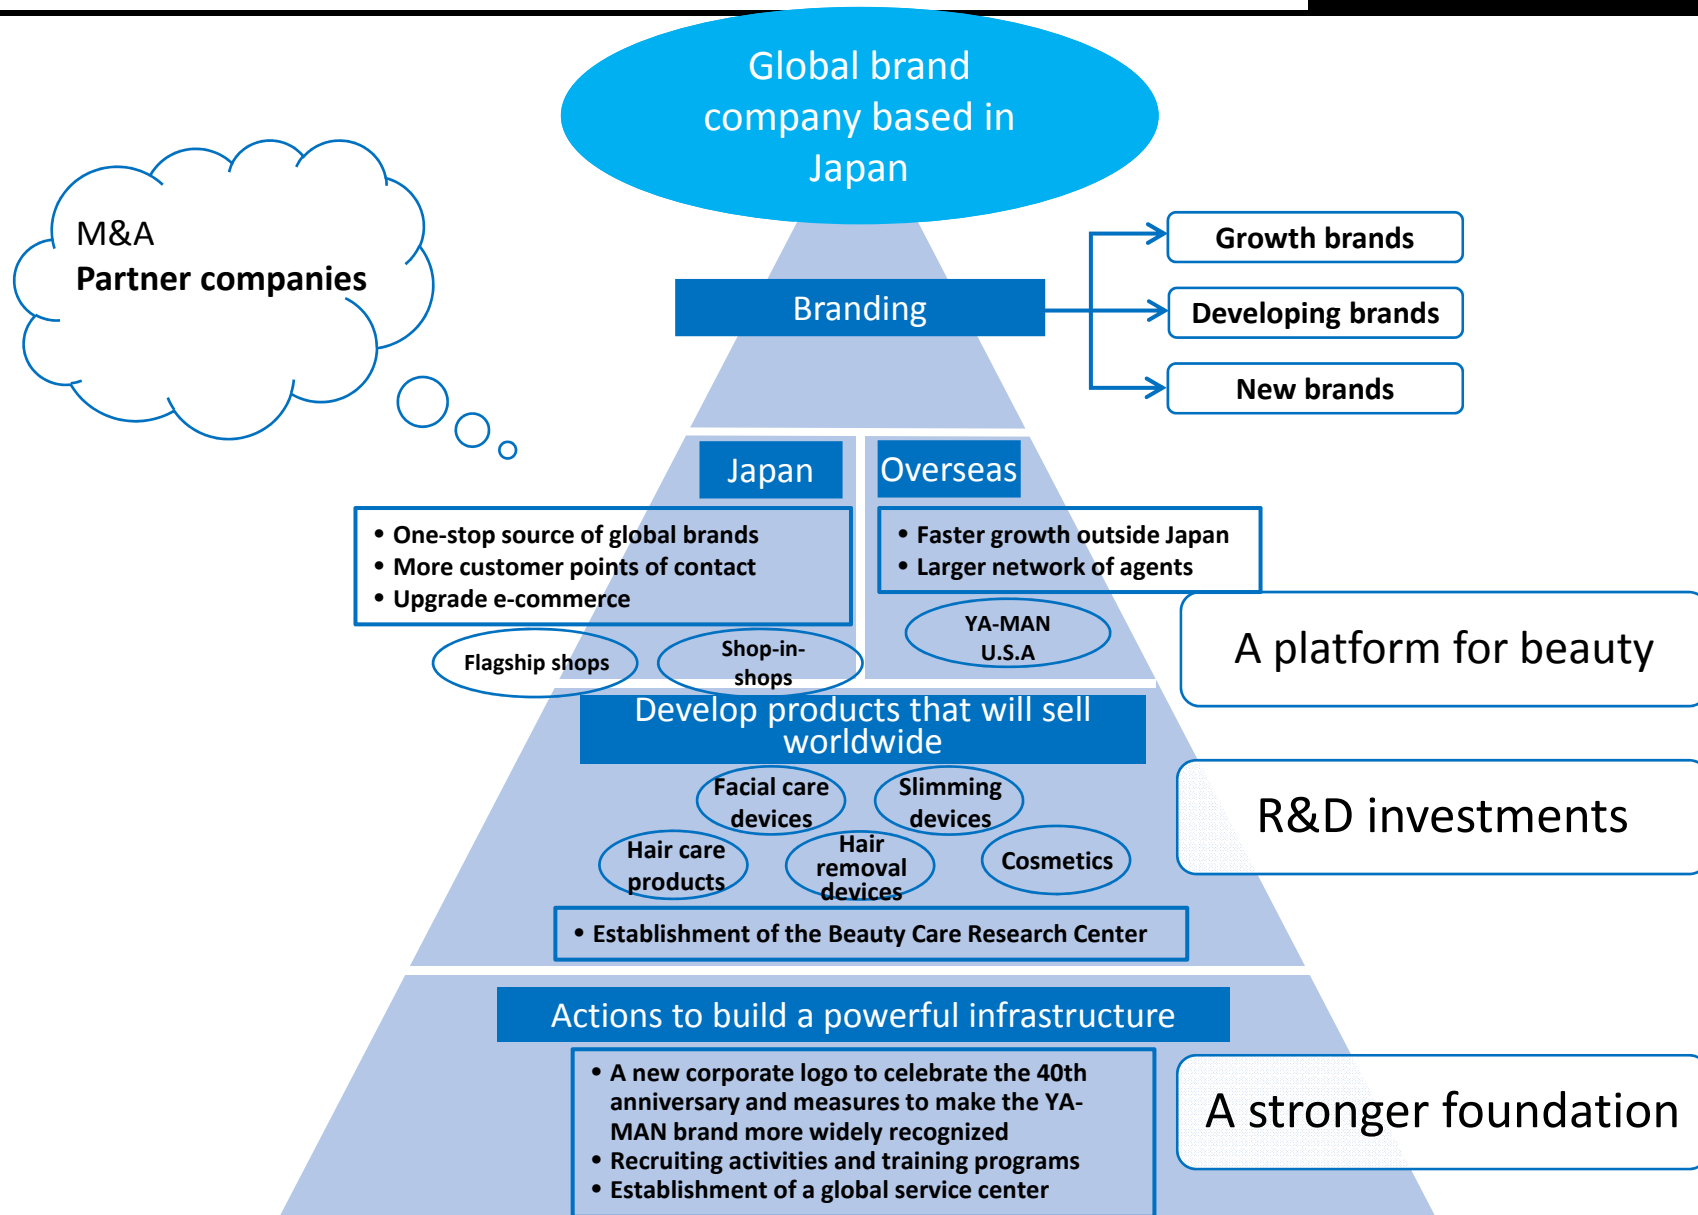 Global brand
company based in
Japan
M&A
Partner companies
Branding
Growth brands
Developing brands
New brands
Japan
Overseas
• One-stop source of global brands
• More customer points of contact
• Upgrade e-commerce
• Faster growth outside Japan
• Larger network of agents
Flagship shops
Shop-in-
shops
YA-MAN
U.S.A
A platform for beauty
Develop products that will sell
worldwide
Facial care
devices
Slimming
devices
Hair care
products
Hair
removal
devices
Cosmetics
R&D investments
• Establishment of the Beauty Care Research Center
Actions to build a powerful infrastructure
• A new corporate logo to celebrate the 40th
anniversary and measures to make the YA-
MAN brand more widely recognized
• Recruiting activities and training programs
• Establishment of a global service center
A stronger foundation